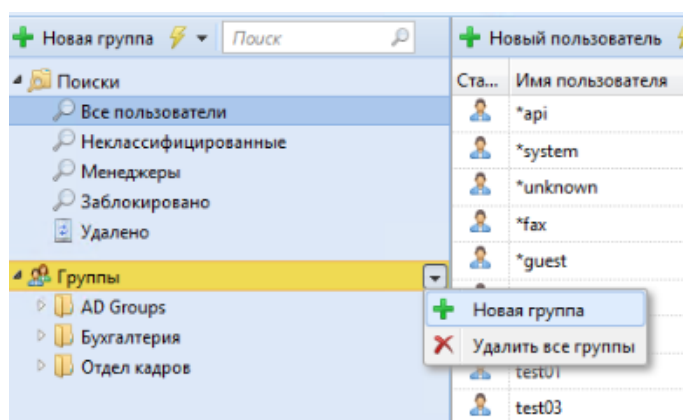 Новая группа
Поиск
Новый пользователь
Поиски
Ста... Имя пользователя
Все пользователи
*api
Неклассифицированные
*system
Менеджеры
*unknown
Заблокировано
*fax
Удалено
*guest
Группы
AD Groups
Новая группа
Бухгалтерия
Удалить все группы
Отдел кадров
test01
test03